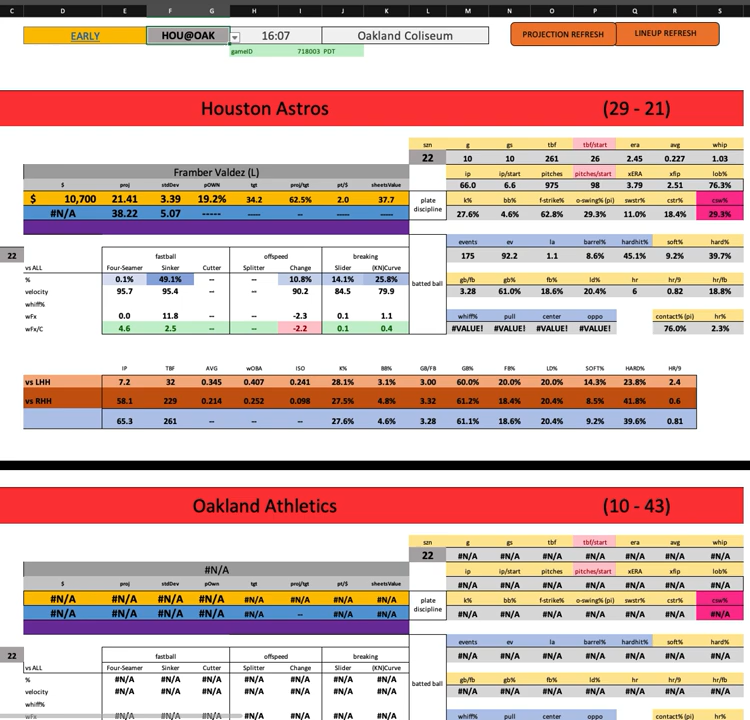 C D E F G H I J K L M N O P Q R S
EARLY HOU@OAK 16:07 Oakland Coliseum PROJECTION REFRESH LINEUP REFRESH
gameID 718003 PDT
Houston Astros (29 - 21)
szn g gs tbf tbf/start era avg whip
22 10 10 261 26 2.45 0.227 1.03
Framber Valdez (L) ip ip/start pitches pitches/start xERA xfip lob%
$ proj stdDev pOWN tgt proj/tgt pt/$ sheetsValue 66.0 6.6 975 98 3.79 2.51 76.3%
$ 10,700 21.41 3.39 19.2% 34.2 62.5% 2.0 37.7 plate discipline k% bb% f-strike% o-swing% (pi) swstr% cstr% csw%
#N/A 38.22 5.07 ----- ----- -- ---- ----- 27.6% 4.6% 62.8% 29.3% 11.0% 18.4% 29.3%
events ev la barrel% hardhit% soft% hard%
22 fastball offspeed breaking 175 92.2 1.1 8.6% 45.1% 9.2% 39.7%
vs ALL Four-Seamer Sinker Cutter Splitter Change Slider (KN)Curve
% 0.1% 49.1% -- -- 10.8% 14.1% 25.8% batted ball gb/fb gb% fb% ld% hr hr/9 hr/fb
velocity 95.7 95.4 -- -- 90.2 84.5 79.9 3.28 61.0% 18.6% 20.4% 6 0.82 18.8%
whiff%
wFx 0.0 11.8 -- -- -2.3 0.1 1.1 whiff% pull center oppo contact% (pi) hr%
wFx/C 4.6 2.5 -- -- -2.2 0.1 0.4 #VALUE! #VALUE! #VALUE! #VALUE! 76.0% 2.3%
IP TBF AVG wOBA ISO K% BB% GB/FB GB% FB% LD% SOFT% HARD% HR/9
vs LHH 7.2 32 0.345 0.407 0.241 28.1% 3.1% 3.00 60.0% 20.0% 20.0% 14.3% 23.8% 2.4
vs RHH 58.1 229 0.214 0.252 0.098 27.5% 4.8% 3.32 61.2% 18.4% 20.4% 8.5% 41.6% 0.6
65.3 261 -- -- -- 27.6% 4.6% 3.28 61.1% 18.6% 20.4% 9.2% 39.8% 0.81
Oakland Athletics (10 - 43)
szn g gs tbf tbf/start era avg whip
22 #N/A #N/A #N/A #N/A #N/A #N/A #N/A
#N/A ip ip/start pitches pitches/start xERA xfip lob%
$ proj stdDev pOwn tgt proj/tgt pt/$ sheetsValue #N/A #N/A #N/A #N/A #N/A #N/A #N/A
#N/A #N/A #N/A #N/A #N/A #N/A #N/A #N/A plate discipline k% bb% f-strike% o-swing% (pi) swstr% cstr% csw%
#N/A #N/A #N/A #N/A #N/A -- #N/A #N/A #N/A #N/A #N/A #N/A #N/A #N/A #N/A
events ev la barrel% hardhit% soft% hard%
22 fastball offspeed breaking #N/A #N/A #N/A #N/A #N/A #N/A #N/A
vs ALL Four-Seamer Sinker Cutter Splitter Change Slider (KN)Curve
% #N/A #N/A #N/A #N/A #N/A #N/A #N/A batted ball gb/fb gb% fb% ld% hr hr/9 hr/fb
velocity #N/A #N/A #N/A #N/A #N/A #N/A #N/A #N/A #N/A #N/A #N/A #N/A #N/A #N/A
whiff%
wFx #N/A #N/A #N/A #N/A #N/A #N/A #N/A whiff% pull center oppo contact% (pi) hr%